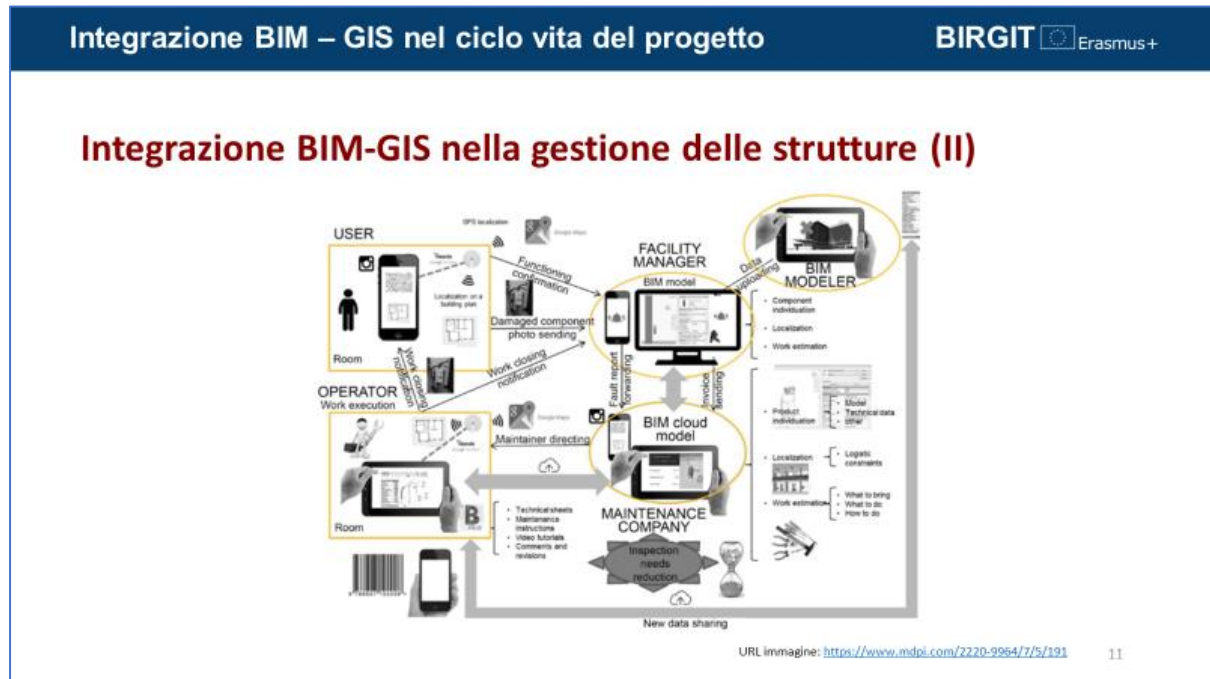 Integrazione BIM – GIS nel ciclo vita del progetto
BIRGIT Erasmus+
Integrazione BIM-GIS nella gestione delle strutture (II)
GPS localization
Google Maps
USER
Localization on a
building plan
Room
Functioning
confirmation
Damaged component
photo sending
Work closing
notification
Work closing
notification
FACILITY
MANAGER
BIM model
Data
uploading
BIM
MODELER
• Component
individuation
• Localization
• Work estimation
Fault report
forwarding
Invoice
sending
OPERATOR
Work execution
Google Maps
Maintainer directing
BIM cloud
model
Room
B
• Technical sheets
• Maintenance
instructions
• Video tutorials
• Comments and
revisions
MAINTENANCE
COMPANY
Inspection
needs
reduction
• Product
individuation
• Model
• Technical data
• other
• Localization
• Logistic
constraints
• Work estimation
• What to bring
• What to do
• How to do
New data sharing
URL immagine: https://www.mdpi.com/2220-9964/7/5/191
11